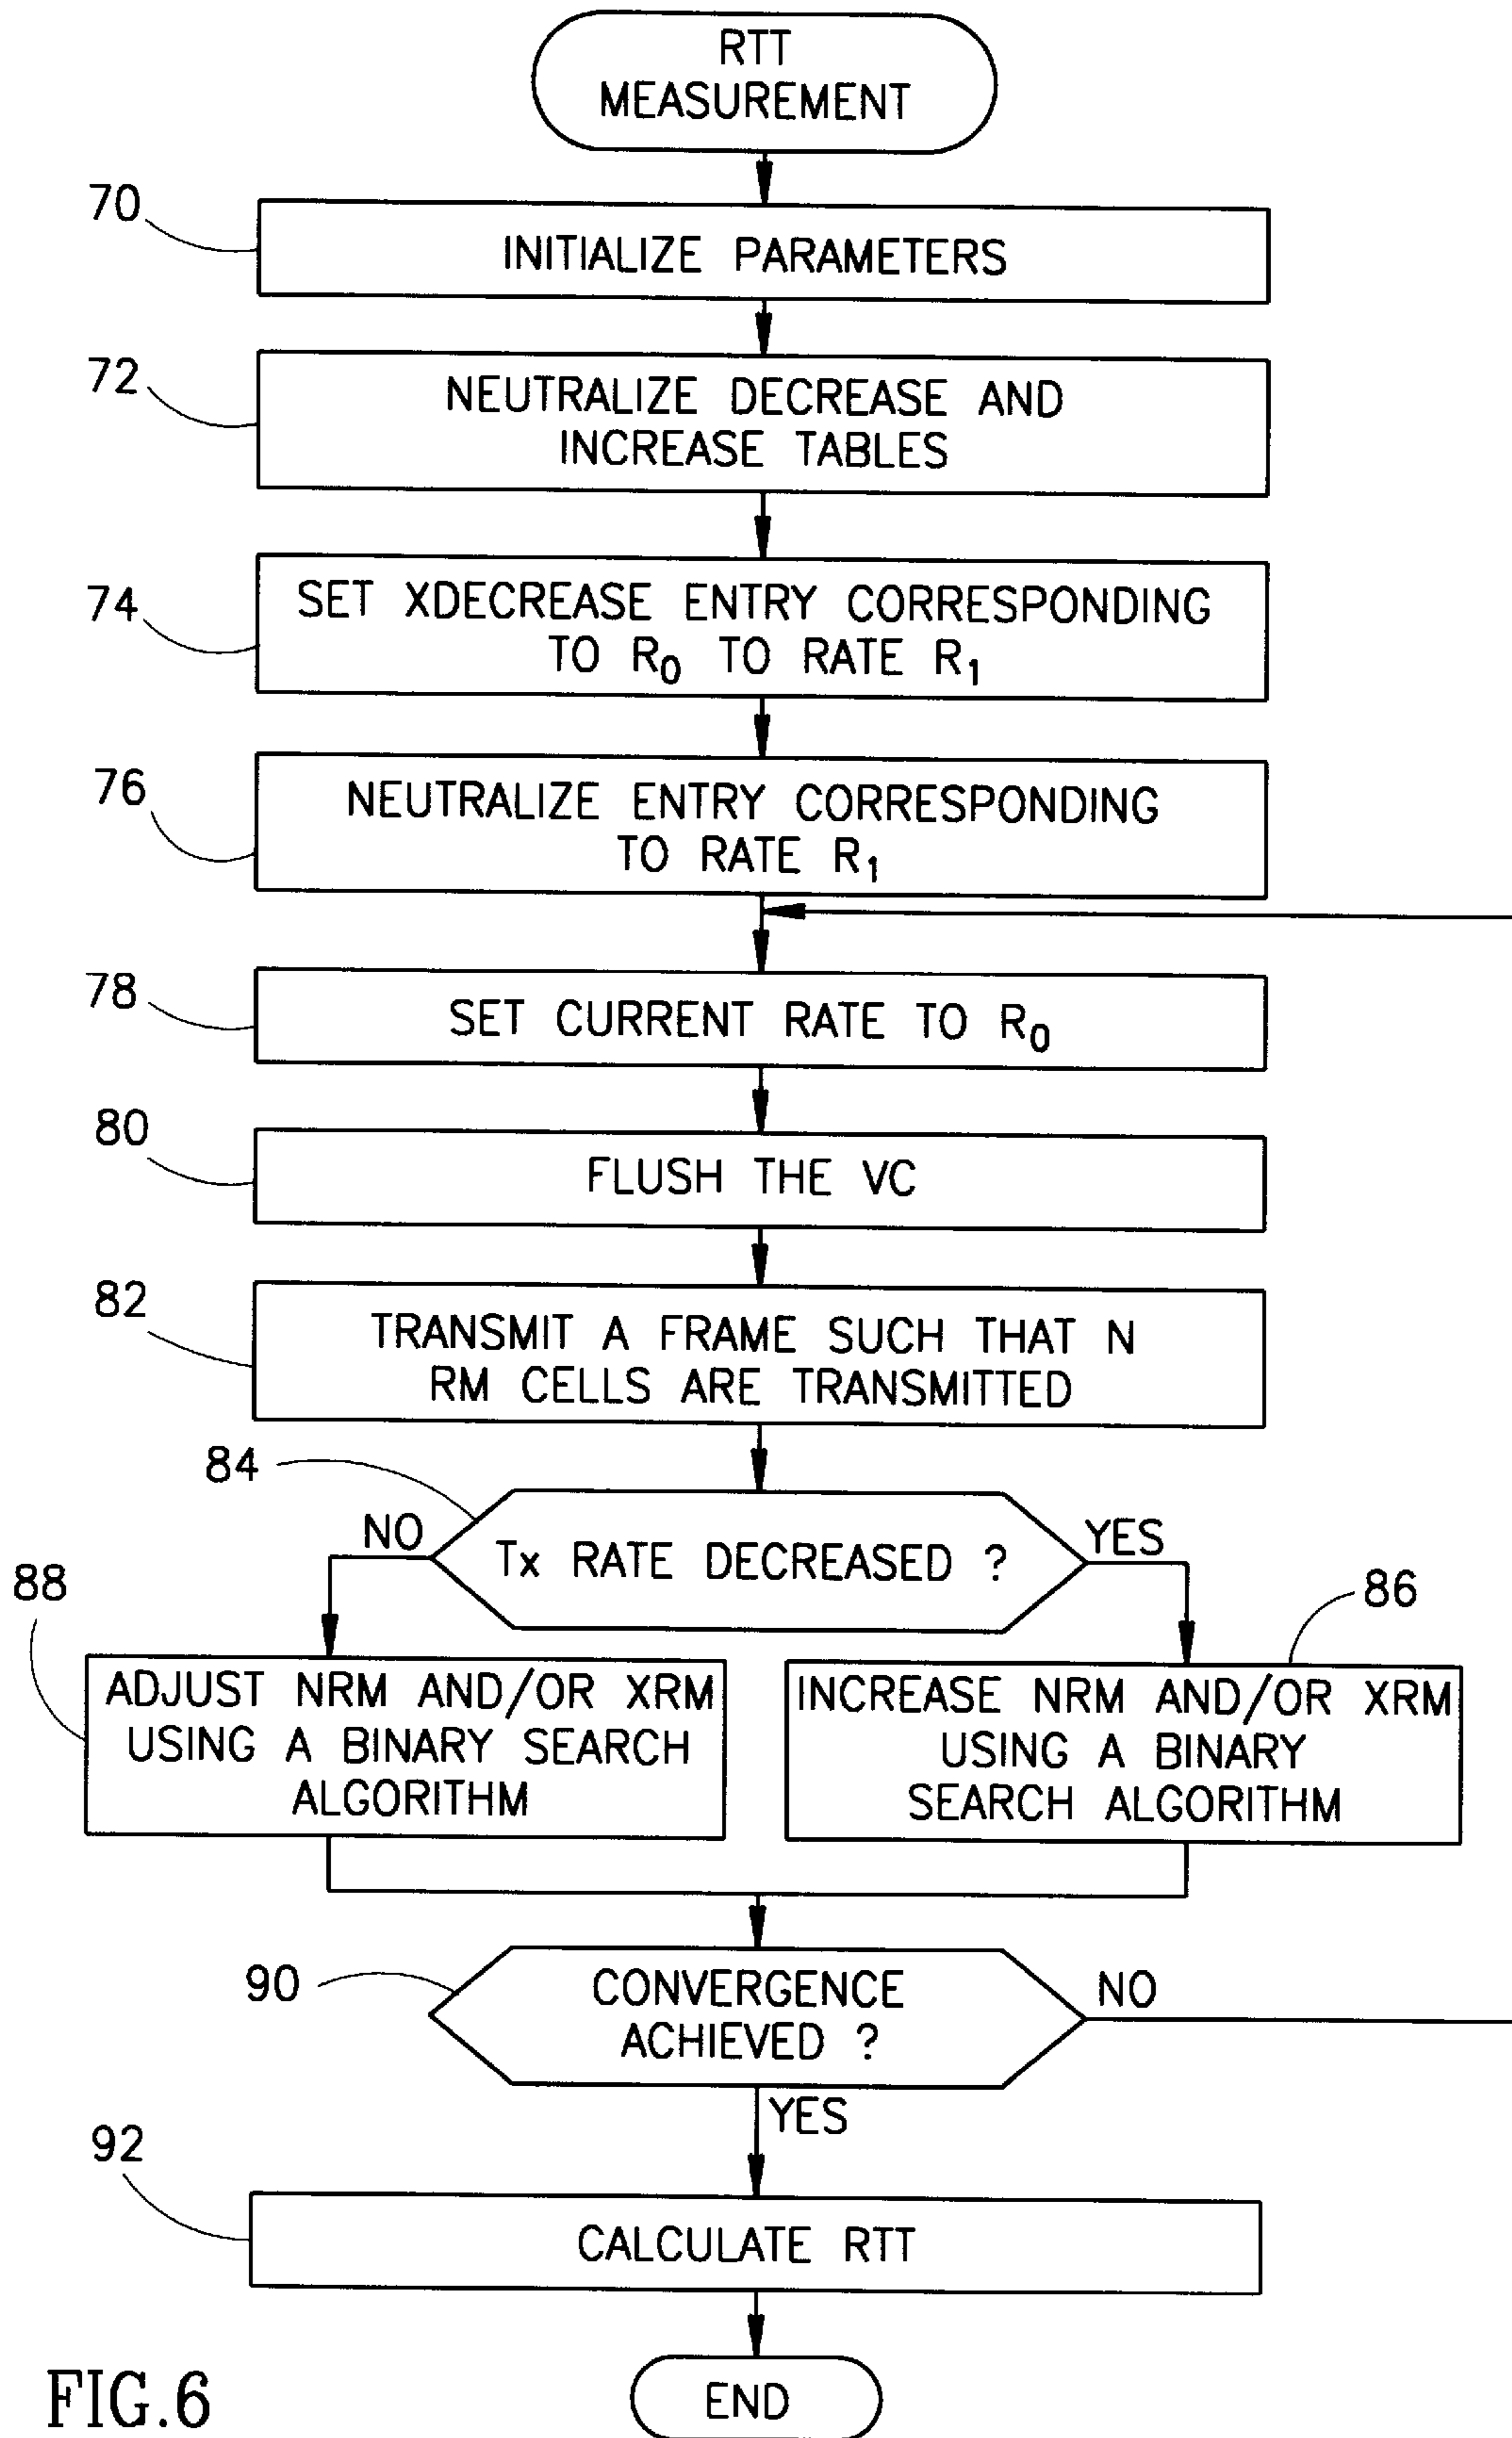 RTT
MEASUREMENT
70
INITIALIZE PARAMETERS
72
NEUTRALIZE DECREASE AND
INCREASE TABLES
74
SET XDECREASE ENTRY CORRESPONDING
TO R0 TO RATE R1
76
NEUTRALIZE ENTRY CORRESPONDING
TO RATE R1
78
SET CURRENT RATE TO R0
80
FLUSH THE VC
82
TRANSMIT A FRAME SUCH THAT N
RM CELLS ARE TRANSMITTED
84
NO
Tx RATE DECREASED ?
YES
88
ADJUST NRM AND/OR XRM
USING A BINARY SEARCH
ALGORITHM
86
INCREASE NRM AND/OR XRM
USING A BINARY
SEARCH ALGORITHM
90
CONVERGENCE
ACHIEVED ?
NO
YES
92
CALCULATE RTT
END
FIG.6